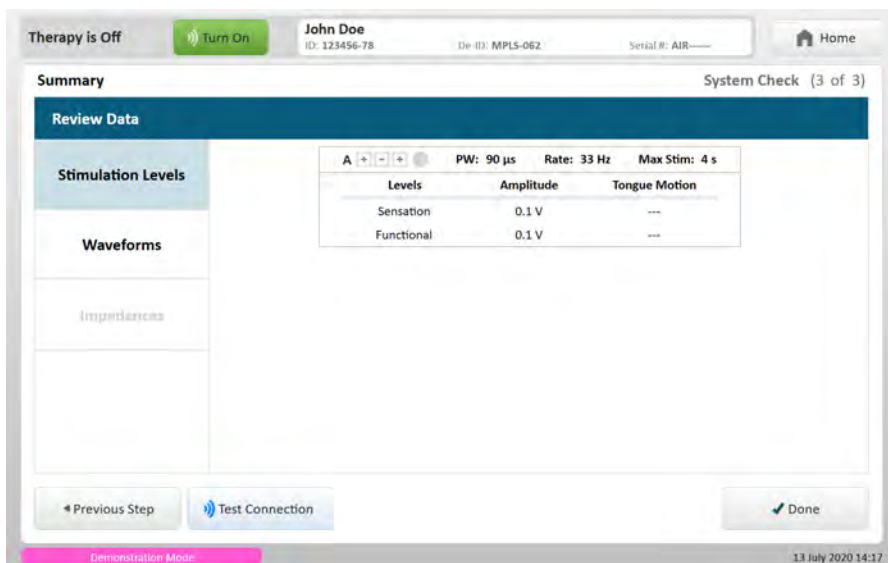 Therapy is Off
Turn On
John Doe
ID: 123456-78 De-ID: MPLS-062 Serial #: AIR------
Home
Summary System Check (3 of 3)
Review Data
Stimulation Levels
Waveforms
Impedances
A + - + PW: 90 µs Rate: 33 Hz Max Stim: 4 s
Levels Amplitude Tongue Motion
Sensation 0.1 V ---
Functional 0.1 V ---
Previous Step
Test Connection
Done
Demonstration Mode
13 July 2020 14:17